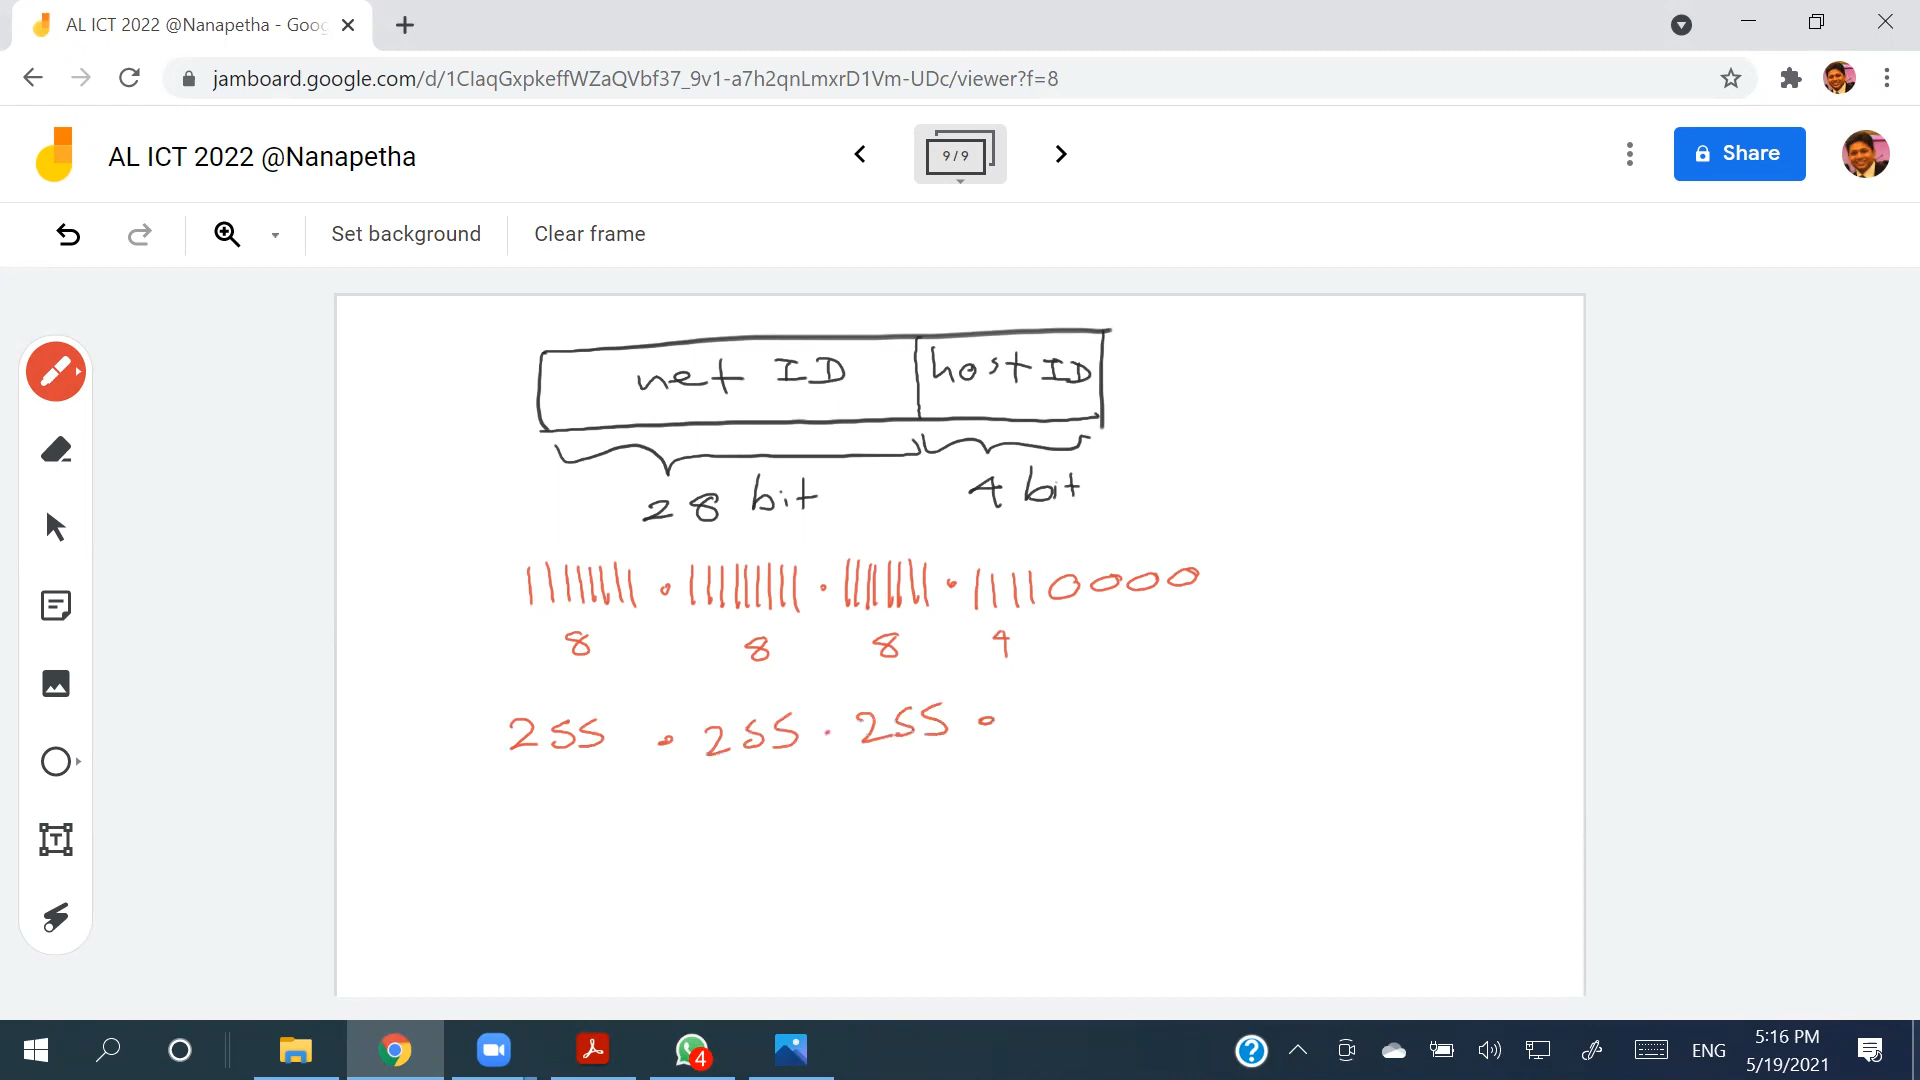 AL ICT 2022 @Nanapetha - Goog
jamboard.google.com/d/1CIaqGxpkeffWZaQVbf37_9v1-a7h2qnLmxrD1Vm-UDc/viewer?f=8
AL ICT 2022 @Nanapetha
9/9
Share
Set background
Clear frame
net ID host ID
28 bit 4 bit
11111111 . 11111111 . 11111111 . 11110000
8 8 8 4
255 . 255 . 255 .
T
4
?
ENG
5:16 PM
5/19/2021